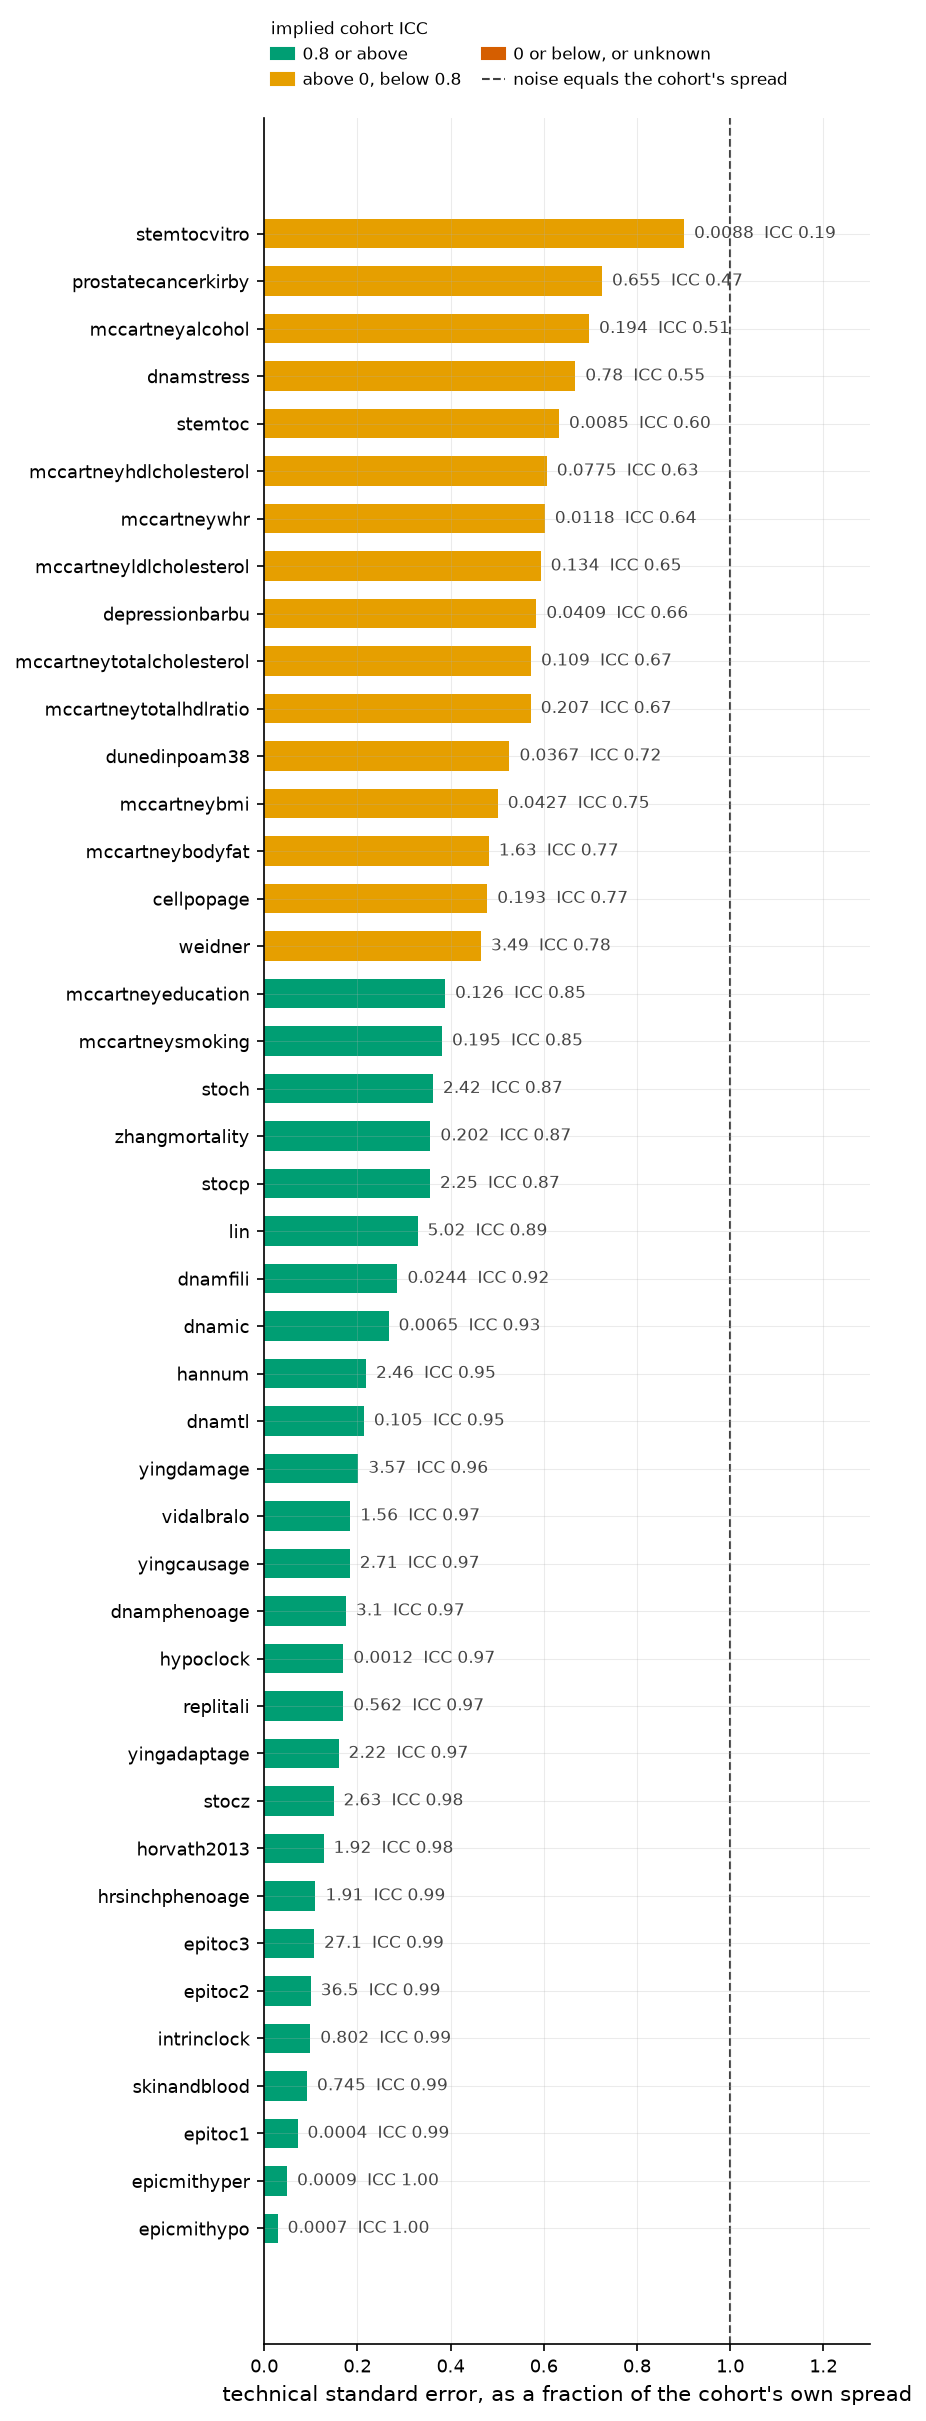 implied cohort ICC
0.8 or above
0 or below, or unknown
above 0, below 0.8
noise equals the cohort's spread
stemtocvitro 0.0088 ICC 0.19
prostatecancerkirby 0.655 ICC 0.47
mccartneyalcohol 0.194 ICC 0.51
dnamstress 0.78 ICC 0.55
stemtoc 0.0085 ICC 0.60
mccartneyhdlcholesterol 0.0775 ICC 0.63
mccartneywhr 0.0118 ICC 0.64
mccartneyldlcholesterol 0.134 ICC 0.65
depressionbarbu 0.0409 ICC 0.66
mccartneytotalcholesterol 0.109 ICC 0.67
mccartneytotalhdlratio 0.207 ICC 0.67
dunedinpoam38 0.0367 ICC 0.72
mccartneybmi 0.0427 ICC 0.75
mccartneybodyfat 1.63 ICC 0.77
cellpopage 0.193 ICC 0.77
weidner 3.49 ICC 0.78
mccartneyeducation 0.126 ICC 0.85
mccartneysmoking 0.195 ICC 0.85
stoch 2.42 ICC 0.87
zhangmortality 0.202 ICC 0.87
stocp 2.25 ICC 0.87
lin 5.02 ICC 0.89
dnamfili 0.0244 ICC 0.92
dnamic 0.0065 ICC 0.93
hannum 2.46 ICC 0.95
dnamtl 0.105 ICC 0.95
yingdamage 3.57 ICC 0.96
vidalbralo 1.56 ICC 0.97
yingcausage 2.71 ICC 0.97
dnamphenoage 3.1 ICC 0.97
hypoclock 0.0012 ICC 0.97
replitali 0.562 ICC 0.97
yingadaptage 2.22 ICC 0.97
stocz 2.63 ICC 0.98
horvath2013 1.92 ICC 0.98
hrsinchphenoage 1.91 ICC 0.99
epitoc3 27.1 ICC 0.99
epitoc2 36.5 ICC 0.99
intrinclock 0.802 ICC 0.99
skinandblood 0.745 ICC 0.99
epitoc1 0.0004 ICC 0.99
epicmithyper 0.0009 ICC 1.00
epicmithypo 0.0007 ICC 1.00
0.0 0.2 0.4 0.6 0.8 1.0 1.2
technical standard error, as a fraction of the cohort's own spread